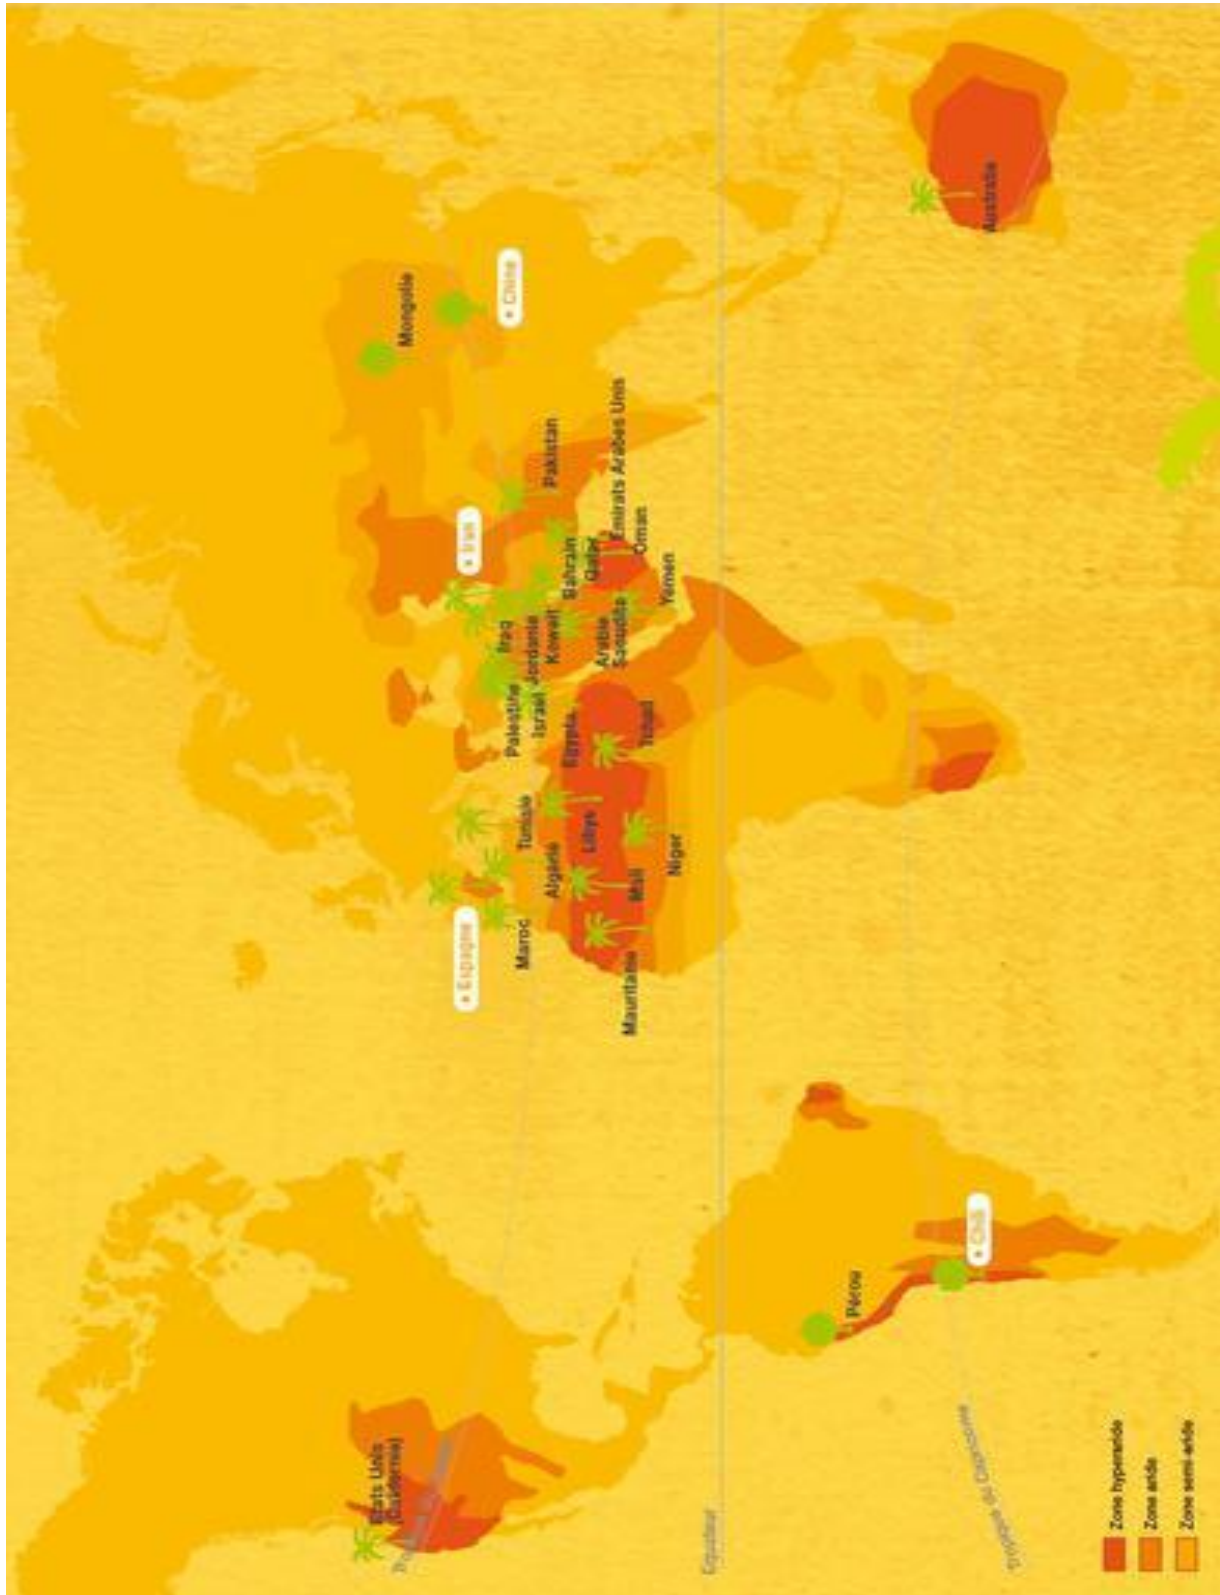 Etats Unis
(Californie)
Mongolie
• Espagne
• Iran
• Chine
Iraq
Palestine
Maroc
Tunisie
Jordanie
Israël
Algérie
Koweit
Pakistan
Egypte
Bahrain
Libye
Qatar
Arabie
Saoudite
Emirats Arabes Unis
Mauritanie
Mali
Tchad
Oman
Niger
Yémen
Equateur
Pérou
• Chili
Australie
Tropique du Capricorne
Zone hyperaride
Zone aride
Zone semi-aride